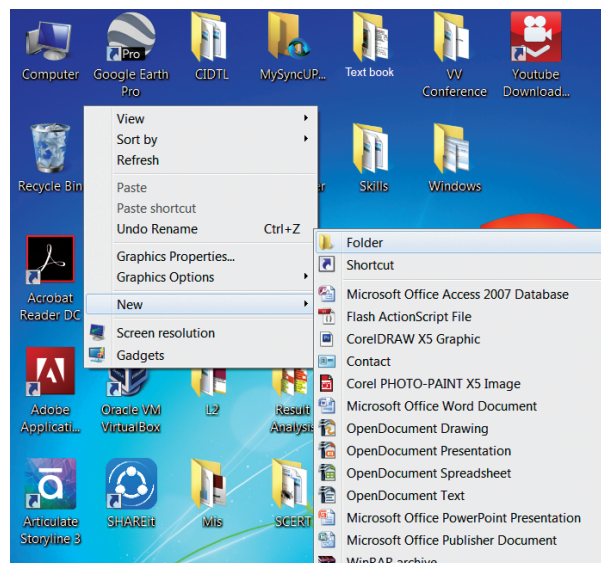 Pro
Computer
Google Earth
Pro
CIDTL
MySyncUP...
Text book
VV
Conference
Youtube
Download...
Recycle Bin
Skills
Windows
Acrobat
Reader DC
Adobe
Applicati...
Oracle VM
VirtualBox
L2
Result
Analysis
Articulate
Storyline 3
SHAREit
Mis
SCERT
View
Sort by
Refresh
Paste
Paste shortcut
Undo Rename Ctrl+Z
Graphics Properties...
Graphics Options
New
Screen resolution
Gadgets
Folder
Shortcut
Microsoft Office Access 2007 Database
Flash ActionScript File
CorelDRAW X5 Graphic
Contact
Corel PHOTO-PAINT X5 Image
Microsoft Office Word Document
OpenDocument Drawing
OpenDocument Presentation
OpenDocument Spreadsheet
OpenDocument Text
Microsoft Office PowerPoint Presentation
Microsoft Office Publisher Document
WinRAR archive